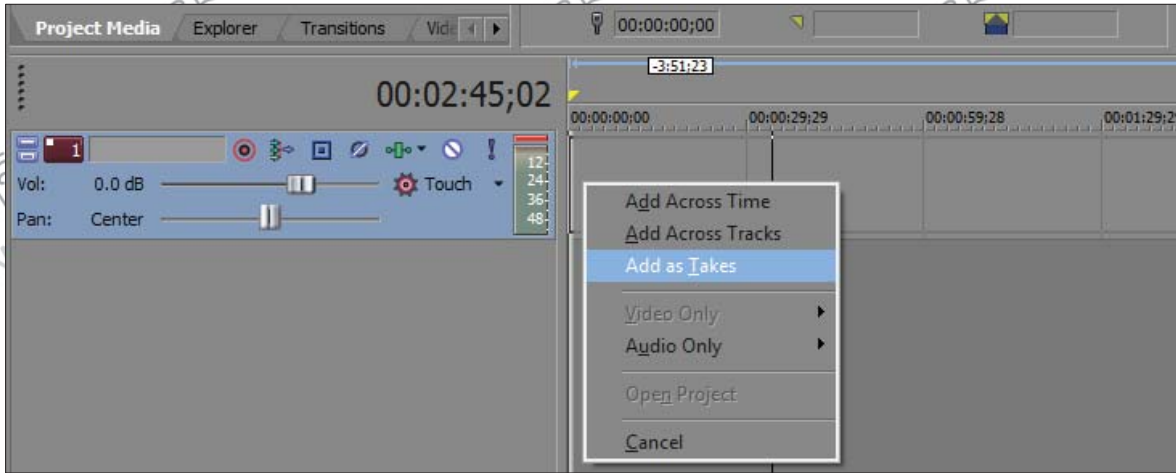 Project Media Explorer Transitions Vide
00:00:00;00
-3:51;23
00:02:45;02
00:00:00;00 00:00:29;29 00:00:59;28 00:01:29;2
1
12
Vol: 0.0 dB Touch 24
36
Pan: Center 48
Add Across Time
Add Across Tracks
Add as Takes
Video Only
Audio Only
Open Project
Cancel